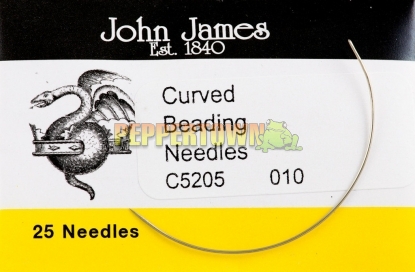 John James
Est. 1840
Curved
Beading
PEPPERTOWN
Needles
C5205 010
25 Needles